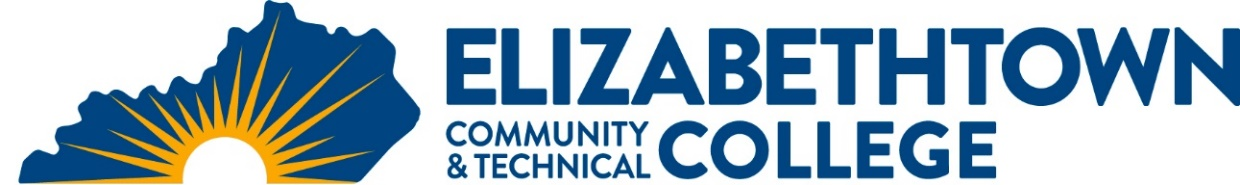 ELIZABETHTOWN
COMMUNITY
& TECHNICAL
COLLEGE